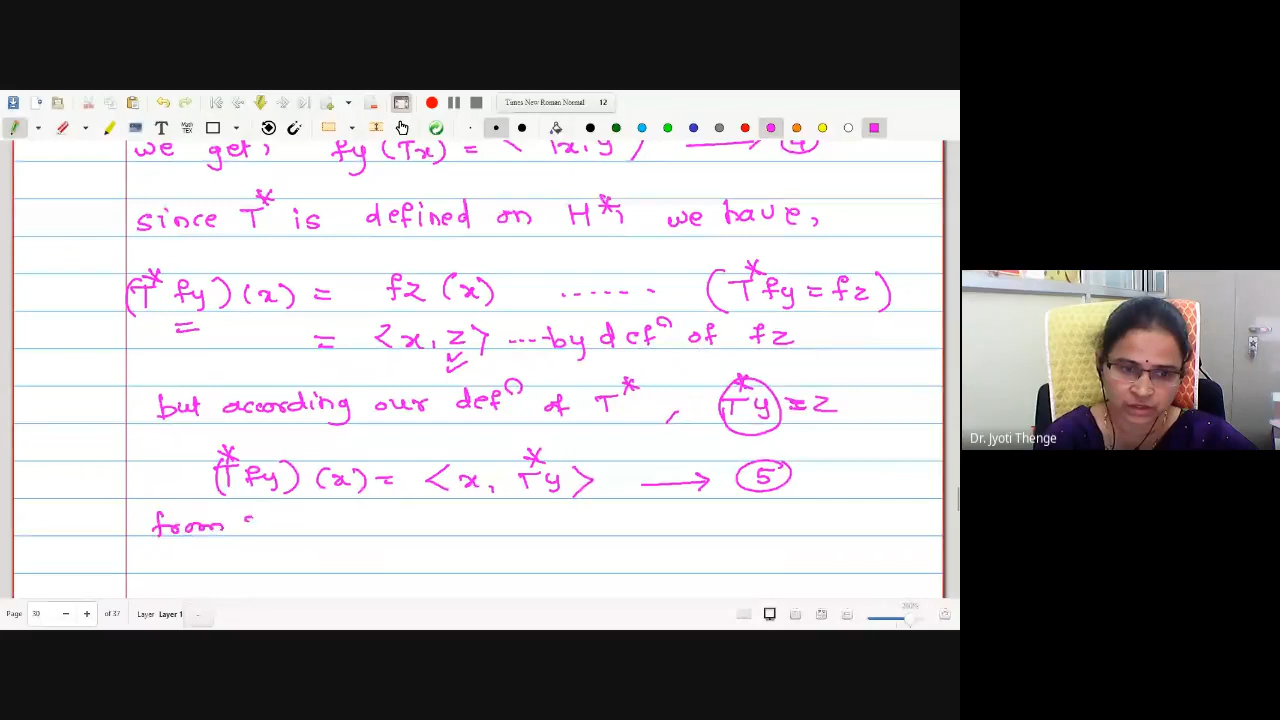 Times New Roman Normal 12
we get, fy (Tx) = ⟨ Tx, y ⟩ → (4)
since T* is defined on H*, we have,
(T* fy) (x) = fz (x) ...... (T* fy = fz)
= ⟨x, z⟩ ... by defⁿ of fz
but acording our defⁿ of T*, T*y = z
(T* fy) (x) = ⟨x, T*y⟩ → (5)
from
Dr. Jyoti Thenge
Page 30 of 37 Layer Layer 1